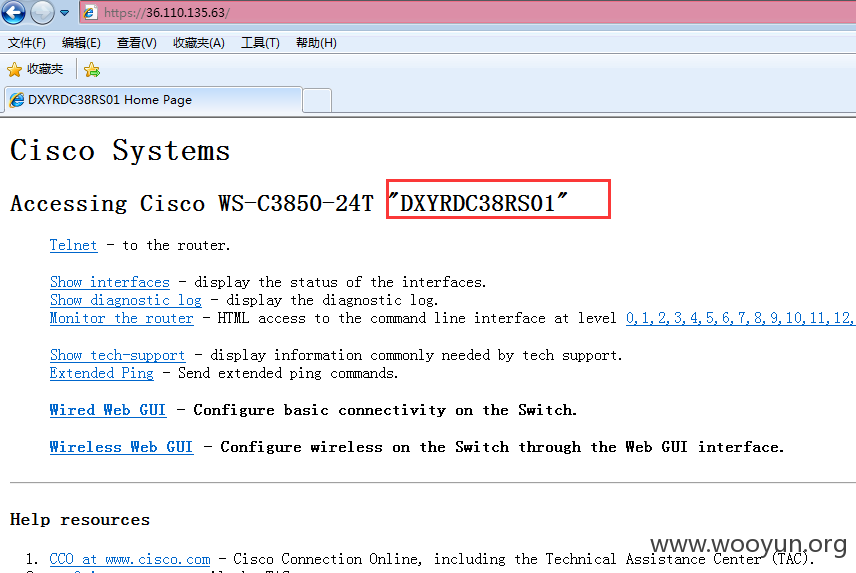 https://36.110.135.63/
文件(F) 编辑(E) 查看(V) 收藏夹(A) 工具(T) 帮助(H)
收藏夹
DXYRDC38RS01 Home Page
Cisco Systems
Accessing Cisco WS-C3850-24T "DXYRDC38RS01"
Telnet - to the router.
Show interfaces - display the status of the interfaces.
Show diagnostic log - display the diagnostic log.
Monitor the router - HTML access to the command line interface at level 0,1,2,3,4,5,6,7,8,9,10,11,12,
Show tech-support - display information commonly needed by tech support.
Extended Ping - Send extended ping commands.
Wired Web GUI - Configure basic connectivity on the Switch.
Wireless Web GUI - Configure wireless on the Switch through the Web GUI interface.
Help resources
1. CCO at www.cisco.com - Cisco Connection Online, including the Technical Assistance Center (TAC).
www.wooyun.org